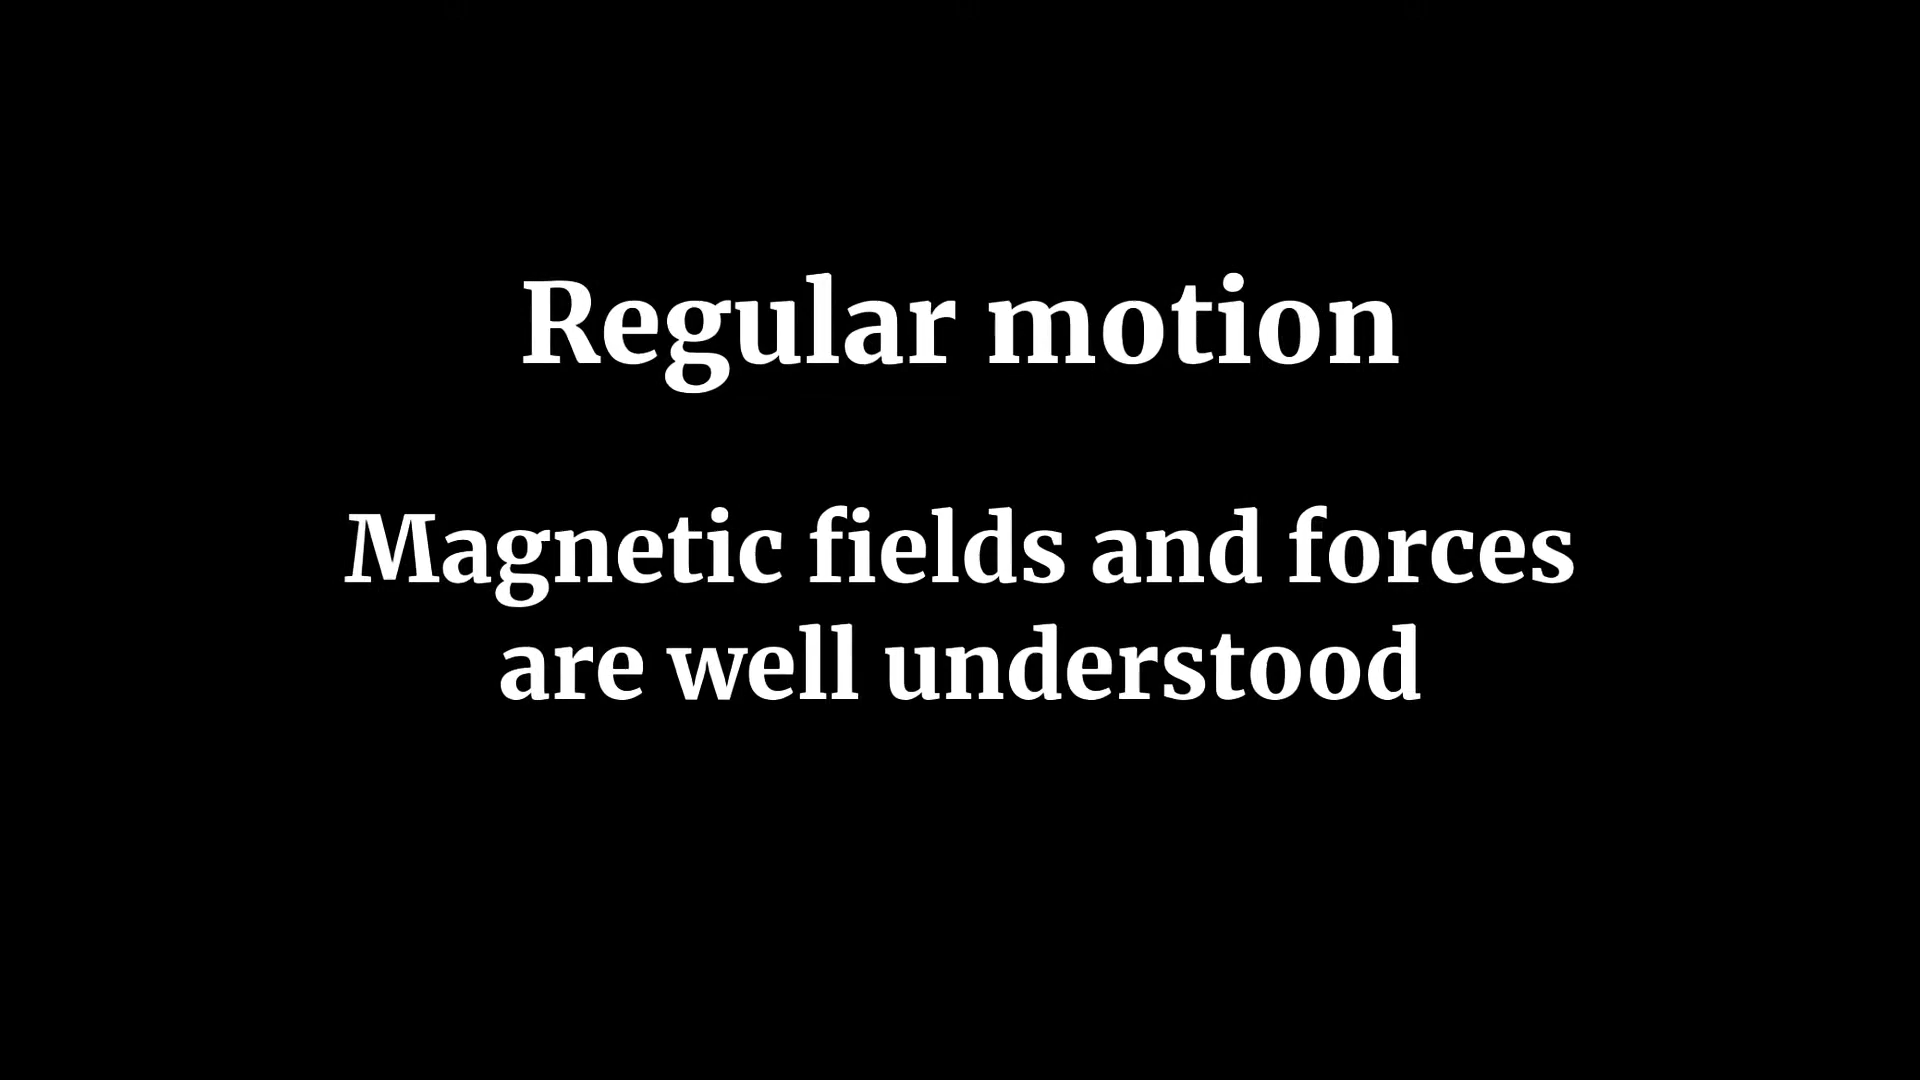 Regular motion
Magnetic fields and forces
are well understood